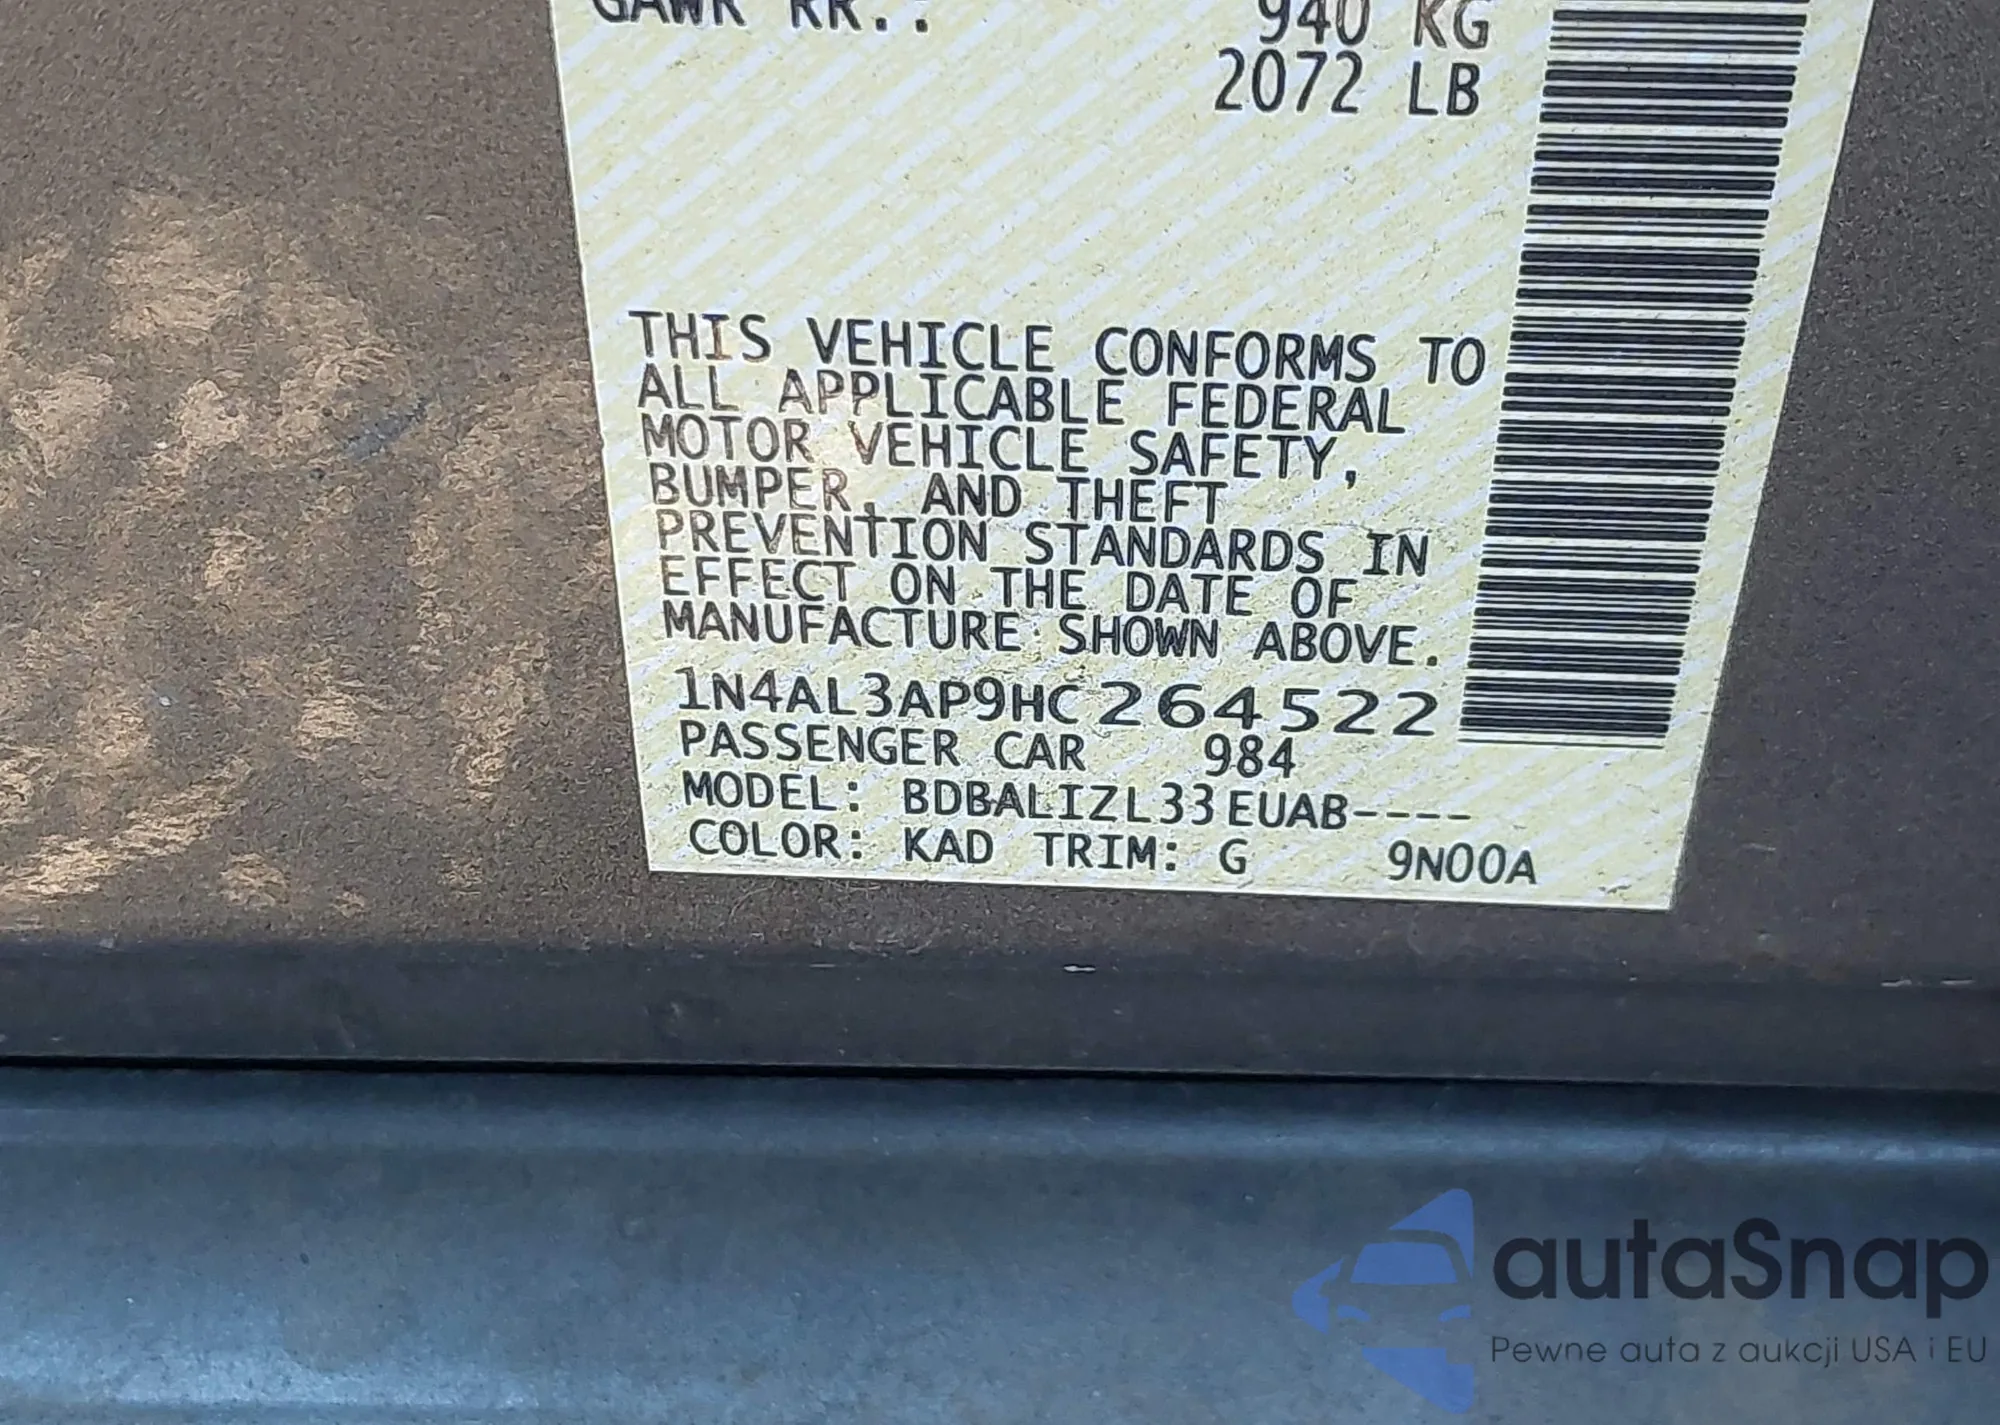 GAWR RR.: 940 KG
2072 LB
THIS VEHICLE CONFORMS TO
ALL APPLICABLE FEDERAL
MOTOR VEHICLE SAFETY,
BUMPER, AND THEFT
PREVENTION STANDARDS IN
EFFECT ON THE DATE OF
MANUFACTURE SHOWN ABOVE.
1N4AL3AP9HC264522
PASSENGER CAR 984
MODEL: BDBALIZL33EUAB----
COLOR: KAD TRIM: G 9N00A
autaSnap
Pewne auta z aukcji USA i EU